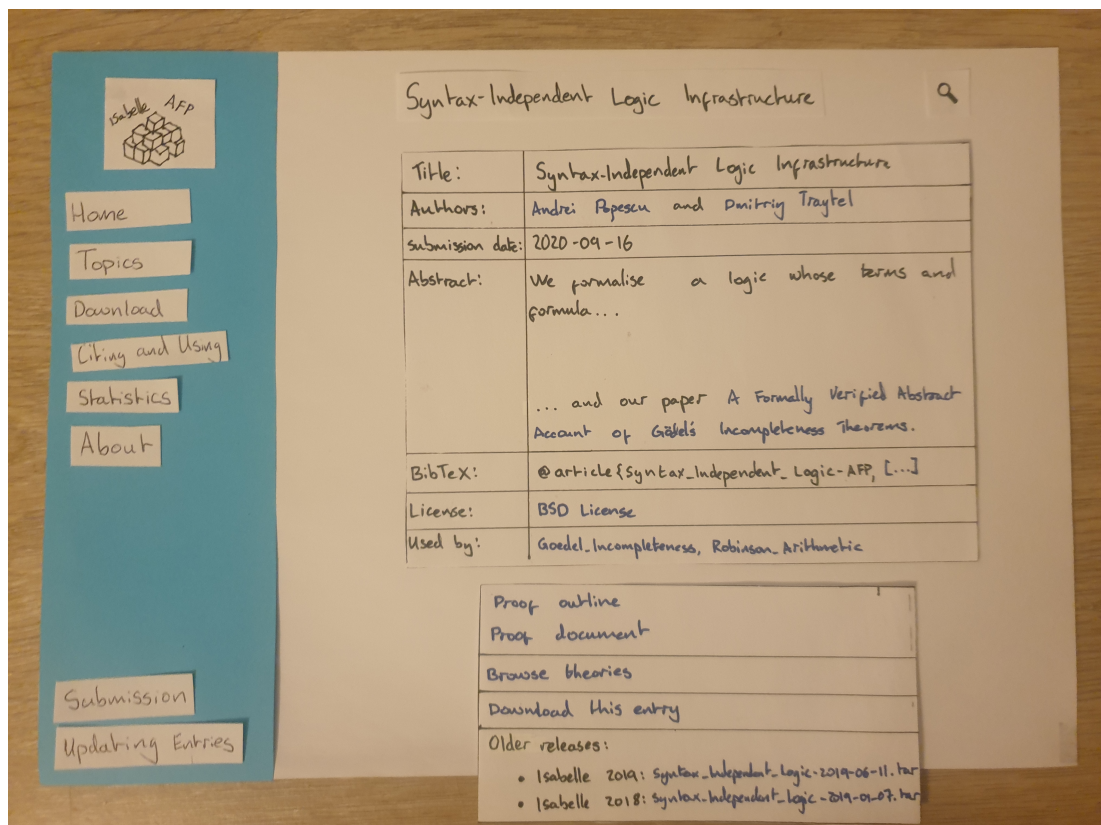 Isabelle AFP
Home
Topics
Download
Citing and Using
Statistics
About
Submission
Updating Entries
Syntax-Independent Logic Infrastructure
Title: Syntax-Independent Logic Infrastructure
Authors: Andrei Popescu and Dmitriy Traytel
submission date: 2020-09-16
Abstract: We formalise a logic whose terms and
formula...
... and our paper A Formally Verified Abstract
Account of Gödel's Incompleteness Theorems.
BibTeX: @article{Syntax_Independent_Logic-AFP, [...]
License: BSD License
Used by: Goedel_Incompleteness, Robinson_Arithmetic
Proof outline
Proof document
Browse theories
Download this entry
Older releases:
• Isabelle 2019: Syntax_Independent_Logic-2019-06-11.tar
• Isabelle 2018: Syntax_Independent_Logic-2019-01-07.tar